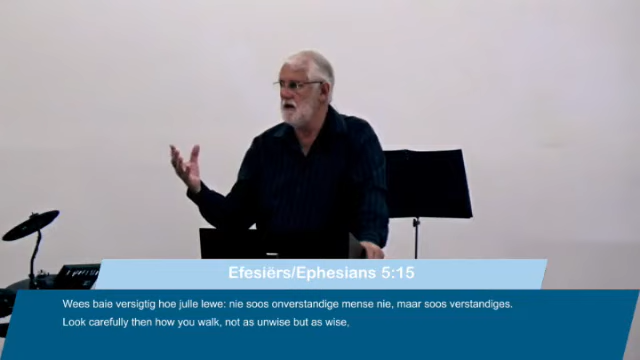 Efesiërs/Ephesians 5:15
Wees baie versigtig hoe julle lewe: nie soos onverstandige mense nie, maar soos verstandiges.
Look carefully then how you walk, not as unwise but as wise,